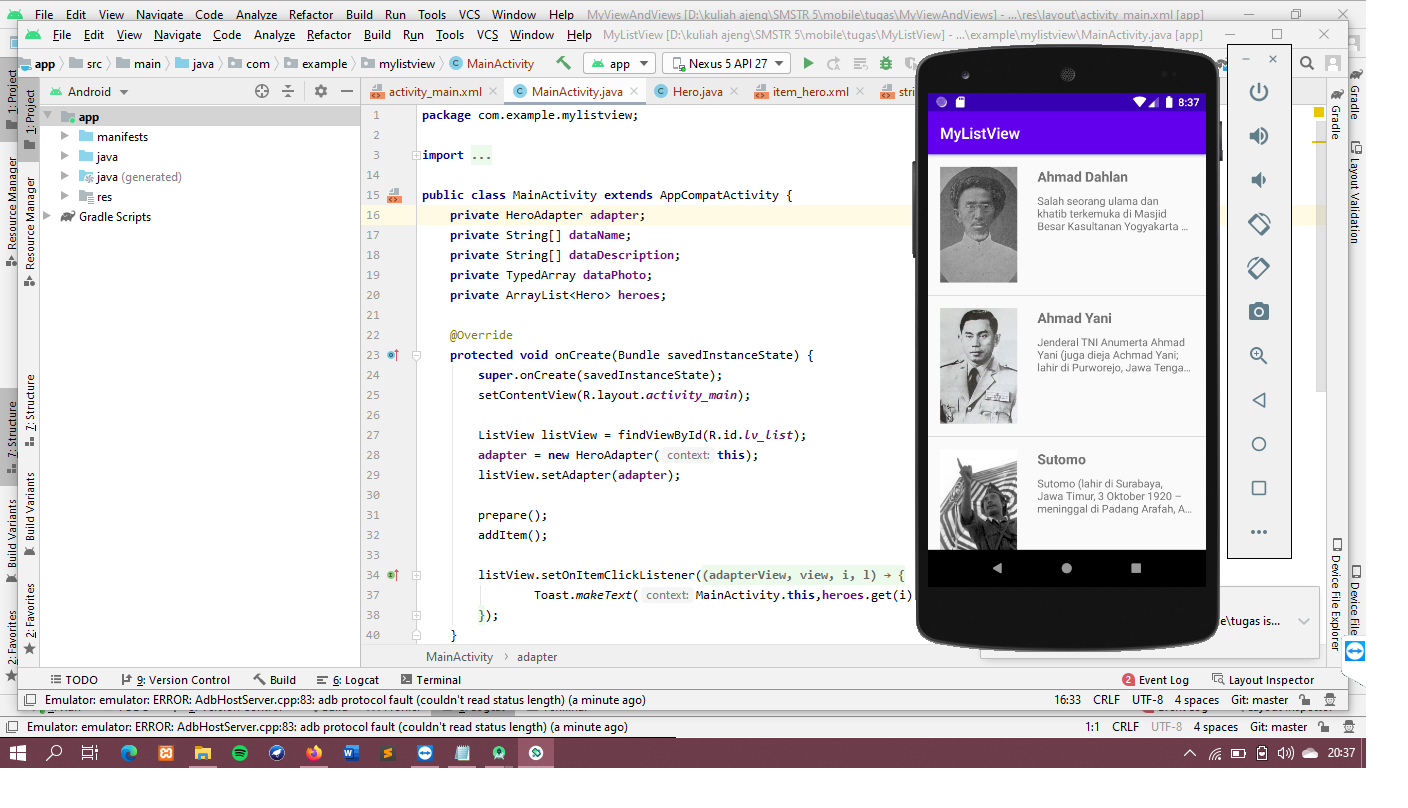 File Edit View Navigate Code Analyze Refactor Build Run Tools VCS Window Help MyViewAndViews [D:\kuliah ajeng\SMSTR 5\mobile\tugas\MyViewAndViews] - ...\res\layout\activity_main.xml [app]
File Edit View Navigate Code Analyze Refactor Build Run Tools VCS Window Help MyListView [D:\kuliah ajeng\SMSTR 5\mobile\tugas\MyListView] - ...\example\mylistview\MainActivity.java [app]
app src main java com example mylistview MainActivity app Nexus 5 API 27
Android
activity_main.xml MainActivity.java Hero.java item_hero.xml
app
manifests
java
java (generated)
res
Gradle Scripts
1: Project
Resource Manager
7: Structure
Build Variants
2: Favorites
1: Project
Resource Manager
7: Structure
Build Variants
2: Favorites
1 package com.example.mylistview;
2
3 import ...
14
15 public class MainActivity extends AppCompatActivity {
16 private HeroAdapter adapter;
17 private String[] dataName;
18 private String[] dataDescription;
19 private TypedArray dataPhoto;
20 private ArrayList<Hero> heroes;
21
22 @Override
23 protected void onCreate(Bundle savedInstanceState) {
24 super.onCreate(savedInstanceState);
25 setContentView(R.layout.activity_main);
26
27 ListView listView = findViewById(R.id.lv_list);
28 adapter = new HeroAdapter( context: this);
29 listView.setAdapter(adapter);
30
31 prepare();
32 addItem();
33
34 listView.setOnItemClickListener((adapterView, view, i, l) → {
37 Toast.makeText( context: MainActivity.this,heroes.get(i)
38 });
40 }
MainActivity adapter
8:37
MyListView
Ahmad Dahlan
Salah seorang ulama dan
khatib terkemuka di Masjid
Besar Kasultanan Yogyakarta ...
Ahmad Yani
Jenderal TNI Anumerta Ahmad
Yani (juga dieja Achmad Yani;
lahir di Purworejo, Jawa Tenga...
Sutomo
Sutomo (lahir di Surabaya,
Jawa Timur, 3 Oktober 1920 –
meninggal di Padang Arafah, A...
Gradle
Device File Explorer
Gradle
Layout Validation
Device File
e\tugas is...
TODO 9: Version Control Build 6: Logcat Terminal 2 Event Log Layout Inspector
Emulator: emulator: ERROR: AdbHostServer.cpp:83: adb protocol fault (couldn't read status length) (a minute ago) 16:33 CRLF UTF-8 4 spaces Git: master
Emulator: emulator: ERROR: AdbHostServer.cpp:83: adb protocol fault (couldn't read status length) (a minute ago) 1:1 CRLF UTF-8 4 spaces Git: master
20:37